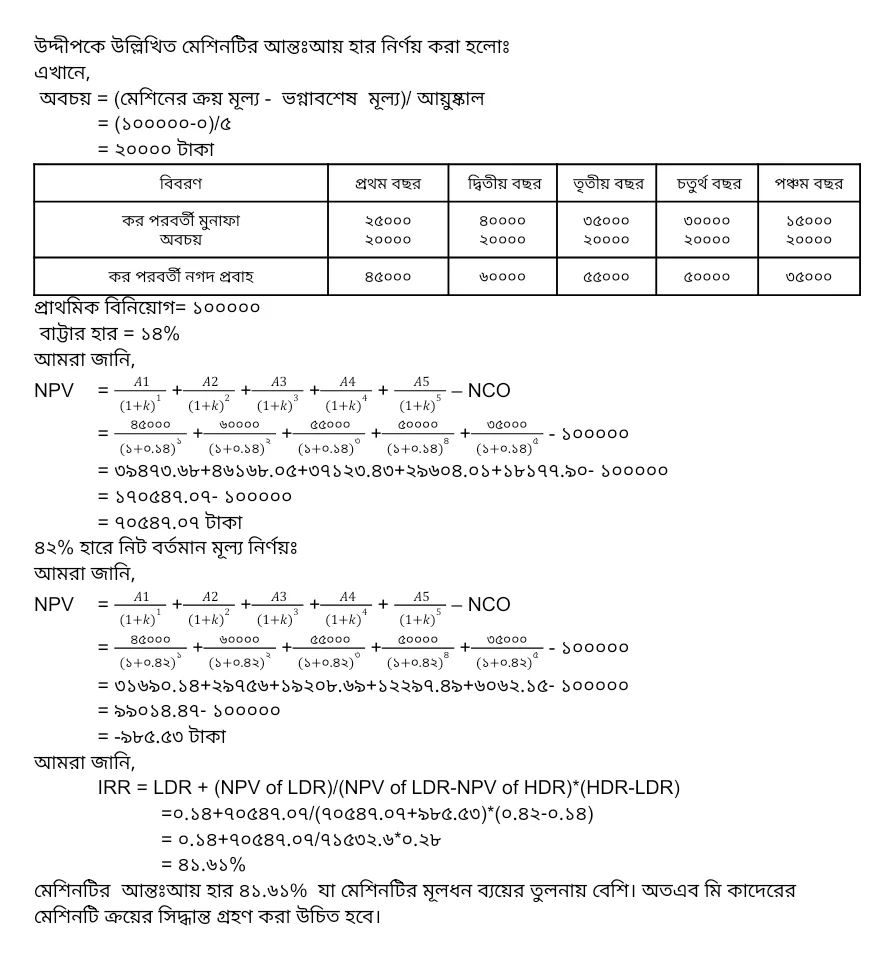 উদ্দীপকে উল্লিখিত মেশিনটির আন্তঃআয় হার নির্ণয় করা হলোঃ
এখানে,
অবচয় = (মেশিনের ক্রয় মূল্য - ভগ্নাবশেষ মূল্য)/ আয়ুষ্কাল
= (১০০০০০-০)/৫
= ২০০০০ টাকা
বিবরণ প্রথম বছর দ্বিতীয় বছর তৃতীয় বছর চতুর্থ বছর পঞ্চম বছর
কর পরবর্তী মুনাফা ২৫০০০ ৪০০০০ ৩৫০০০ ৩০০০০ ১৫০০০
অবচয় ২০০০০ ২০০০০ ২০০০০ ২০০০০ ২০০০০
কর পরবর্তী নগদ প্রবাহ ৪৫০০০ ৬০০০০ ৫৫০০০ ৫০০০০ ৩৫০০০
প্রাথমিক বিনিয়োগ= ১০০০০০
বাট্টার হার = ১৪%
আমরা জানি,
NPV = A1/(1+k)^1 + A2/(1+k)^2 + A3/(1+k)^3 + A4/(1+k)^4 + A5/(1+k)^5 – NCO
= ৪৫০০০/(১+০.১৪)^১ + ৬০০০০/(১+০.১৪)^২ + ৫৫০০০/(১+০.১৪)^৩ + ৫০০০০/(১+০.১৪)^৪ + ৩৫০০০/(১+০.১৪)^৫ - ১০০০০০
= ৩৯৪৭৩.৬৮+৪৬১৬৮.০৫+৩৭১২৩.৪৩+২৯৬০৪.০১+১৮১৭৭.৯০- ১০০০০০
= ১৭০৫৪৭.০৭- ১০০০০০
= ৭০৫৪৭.০৭ টাকা
৪২% হারে নিট বর্তমান মূল্য নির্ণয়ঃ
আমরা জানি,
NPV = A1/(1+k)^1 + A2/(1+k)^2 + A3/(1+k)^3 + A4/(1+k)^4 + A5/(1+k)^5 – NCO
= ৪৫০০০/(১+০.৪২)^১ + ৬০০০০/(১+০.৪২)^২ + ৫৫০০০/(১+০.৪২)^৩ + ৫০০০০/(১+০.৪২)^৪ + ৩৫০০০/(১+০.৪২)^৫ - ১০০০০০
= ৩১৬৯০.১৪+২৯৭৫৬+১৯২০৮.৬৯+১২২৯৭.৪৯+৬০৬২.১৫- ১০০০০০
= ৯৯০১৪.৪৭- ১০০০০০
= -৯৮৫.৫৩ টাকা
আমরা জানি,
IRR = LDR + (NPV of LDR)/(NPV of LDR-NPV of HDR)*(HDR-LDR)
=০.১৪+৭০৫৪৭.০৭/(৭০৫৪৭.০৭+৯৮৫.৫৩)*(০.৪২-০.১৪)
= ০.১৪+৭০৫৪৭.০৭/৭১৫৩২.৬*০.২৮
= ৪১.৬১%
মেশিনটির আন্তঃআয় হার ৪১.৬১% যা মেশিনটির মূলধন ব্যয়ের তুলনায় বেশি। অতএব মি কাদেরের
মেশিনটি ক্রয়ের সিদ্ধান্ত গ্রহণ করা উচিত হবে।